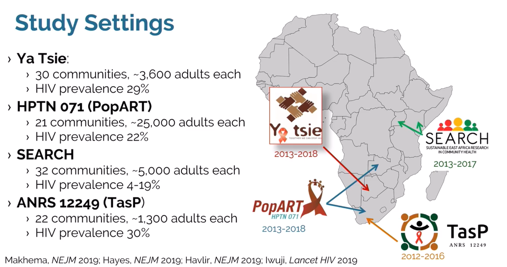 Study Settings
› Ya Tsie:
› 30 communities, ~3,600 adults each
› HIV prevalence 29%
› HPTN 071 (PopART)
› 21 communities, ~25,000 adults each
› HIV prevalence 22%
› SEARCH
› 32 communities, ~5,000 adults each
› HIV prevalence 4-19%
› ANRS 12249 (TasP)
› 22 communities, ~1,300 adults each
› HIV prevalence 30%
Ya tsie
2013-2018
SEARCH
SUSTAINABLE EAST AFRICA RESEARCH
IN COMMUNITY HEALTH
2013-2017
PopART
HPTN 071
2013-2018
TasP
ANRS 12249
2012-2016
Makhema, NEJM 2019; Hayes, NEJM 2019; Havlir, NEJM 2019; Iwuji, Lancet HIV 2019